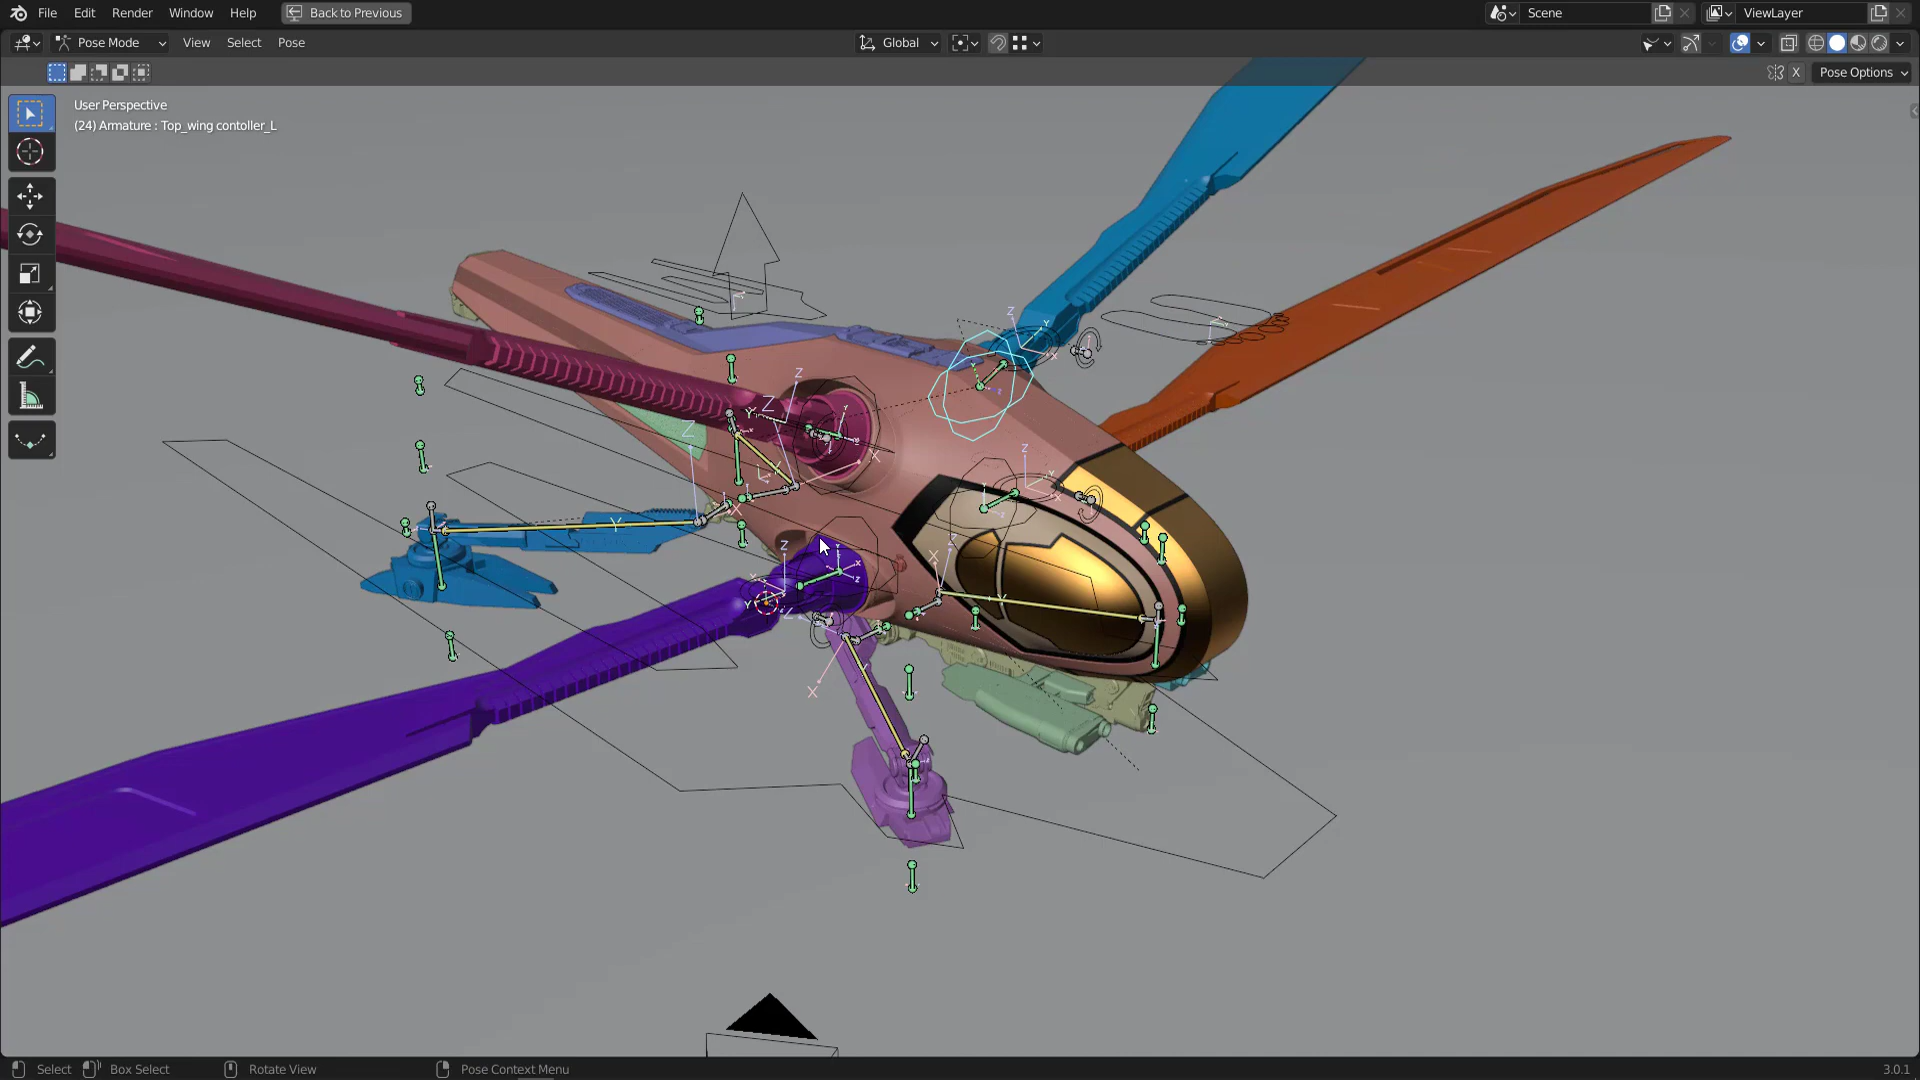 File Edit Render Window Help Back to Previous Scene ViewLayer
Pose Mode View Select Pose Global
X Pose Options
User Perspective
(24) Armature : Top_wing contoller_L
Select Box Select Rotate View Pose Context Menu 3.0.1